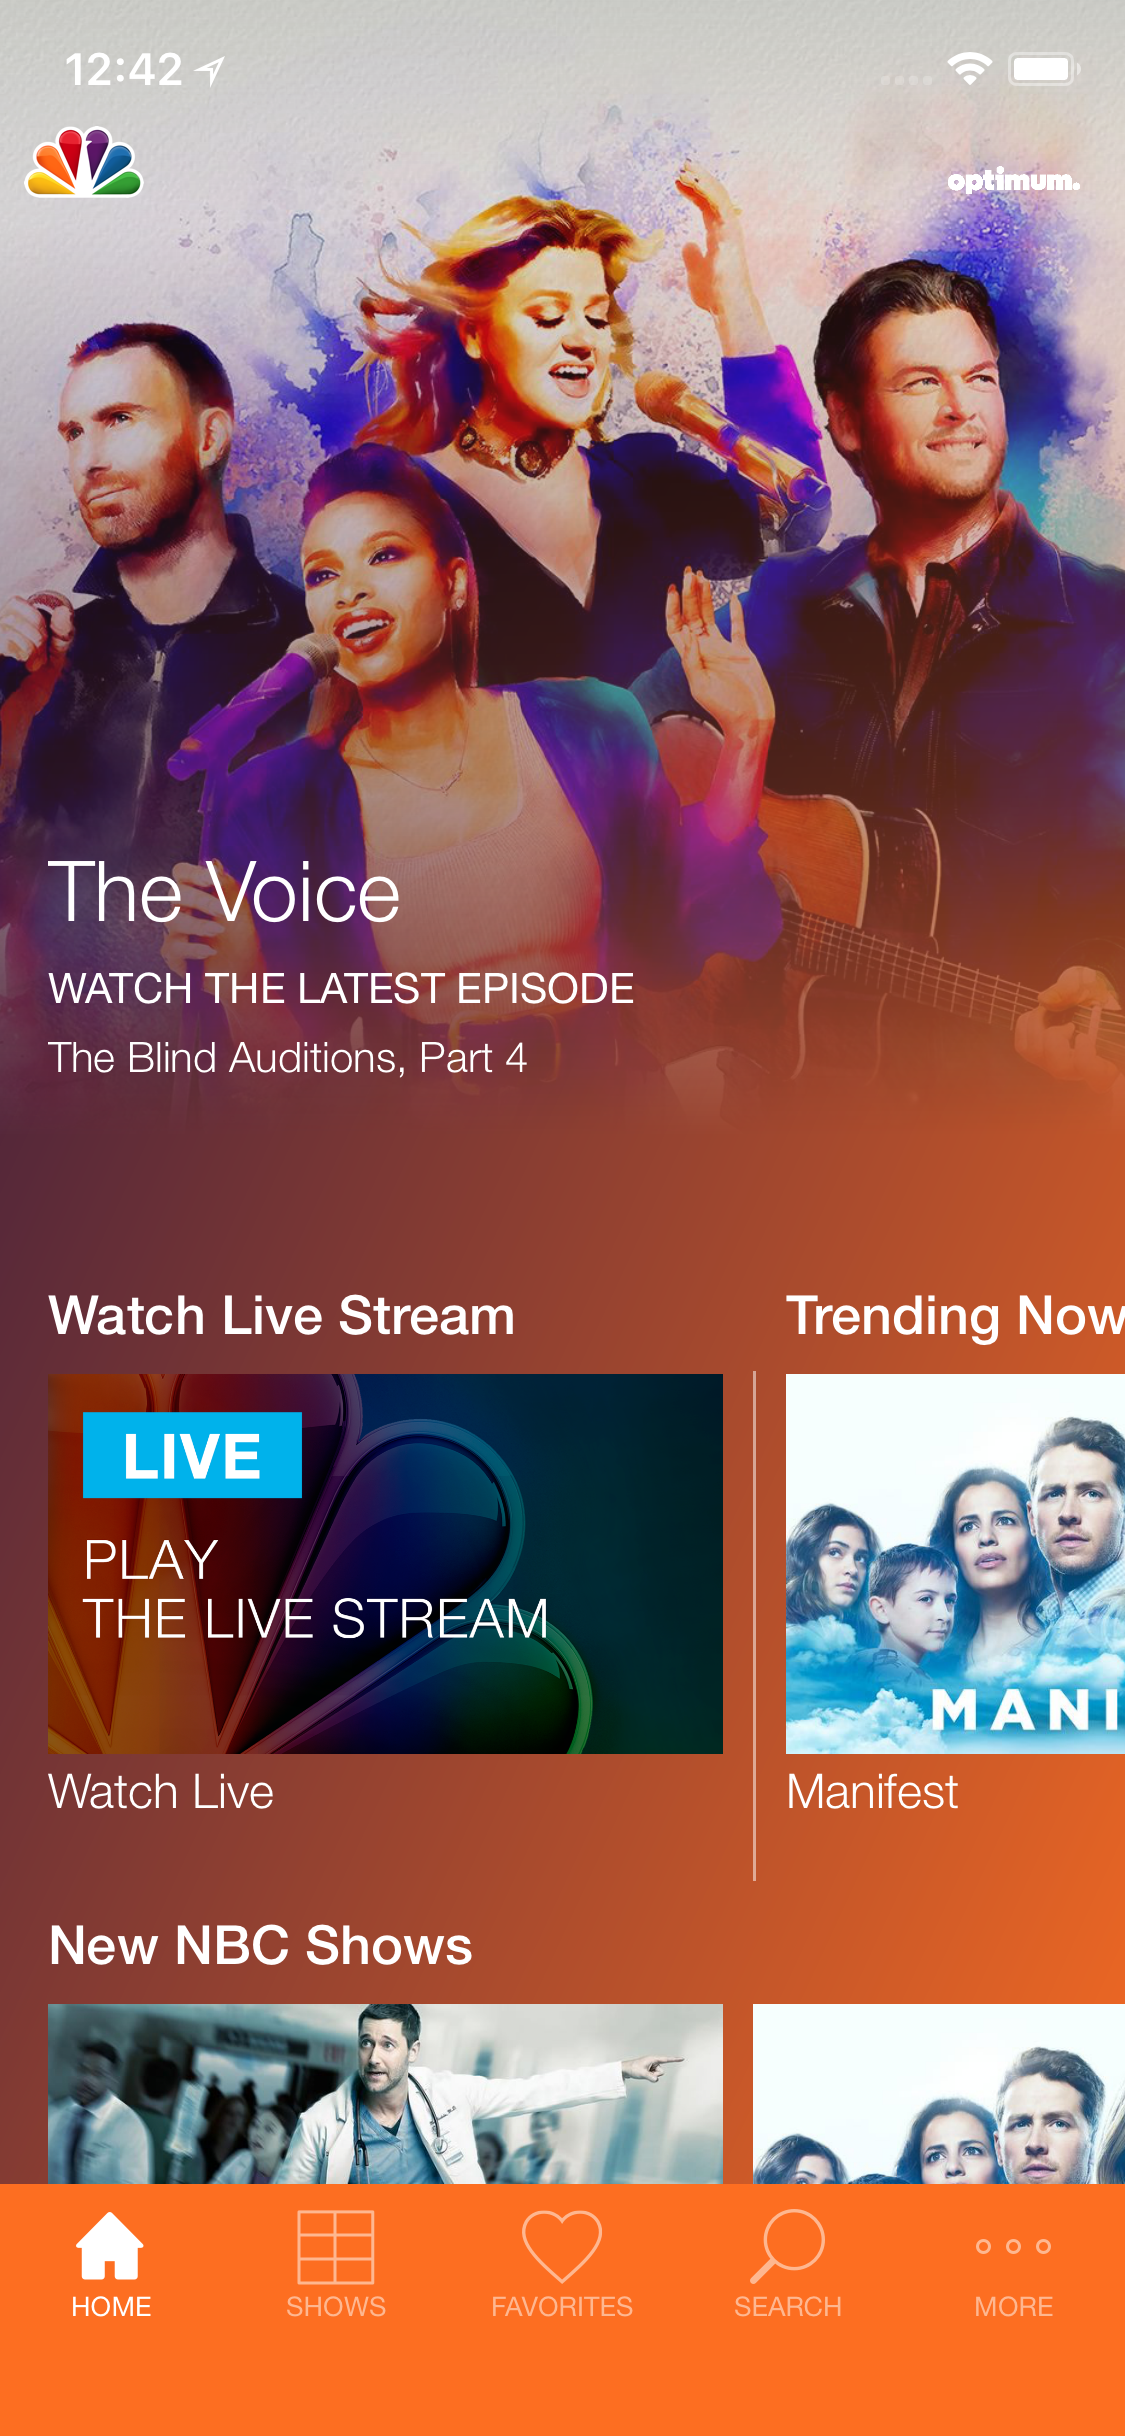 12:42
optimum.
The Voice
WATCH THE LATEST EPISODE
The Blind Auditions, Part 4
Watch Live Stream
Trending Now
LIVE
PLAY
THE LIVE STREAM
MANI
Watch Live
Manifest
New NBC Shows
HOME
SHOWS
FAVORITES
SEARCH
MORE